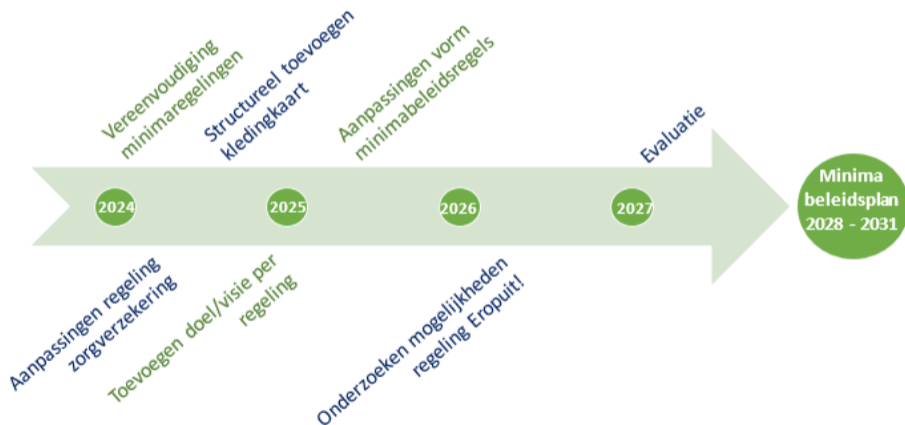 Vereenvoudiging
minimaregelingen
Structureel toevoegen
kledingkaart
Aanpassingen vorm
minimabeleidsregels
Evaluatie
2024
2025
2026
2027
Minima
beleidsplan
2028 - 2031
Aanpassingen regeling
zorgverzekering
Toevoegen doel/visie per
regeling
Onderzoeken mogelijkheden
regeling Eropuit!